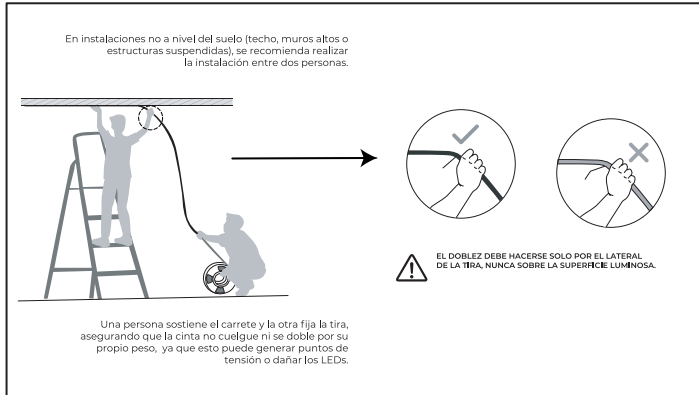 En instalaciones no a nivel del suelo (techo, muros altos o
estructuras suspendidas), se recomienda realizar
la instalación entre dos personas.
EL DOBLEZ DEBE HACERSE SOLO POR EL LATERAL
DE LA TIRA, NUNCA SOBRE LA SUPERFICIE LUMINOSA.
Una persona sostiene el carrete y la otra fija la tira,
asegurando que la cinta no cuelgue ni se doble por su
propio peso, ya que esto puede generar puntos de
tensión o dañar los LEDs.